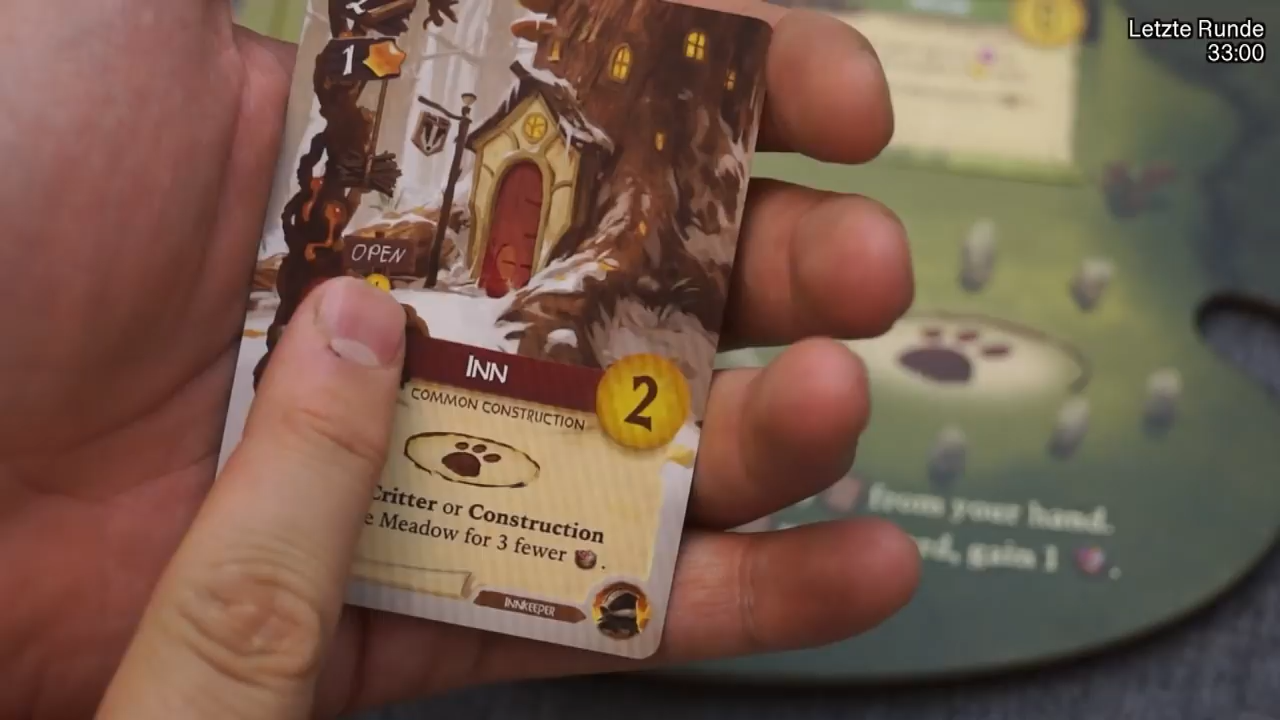 Letzte Runde
33:00
1
OPEN
INN
2
COMMON CONSTRUCTION
Critter or Construction
e Meadow for 3 fewer .
INNKEEPER
from your hand.
rd, gain 1 .